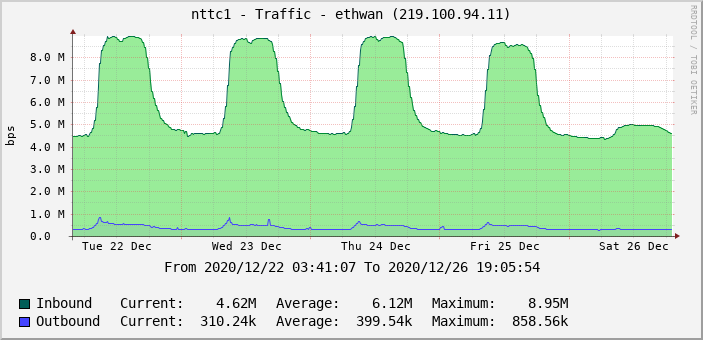 nttc1 - Traffic - ethwan (219.100.94.11)
RRDTOOL / TOBI OETIKER
bps
8.0 M
7.0 M
6.0 M
5.0 M
4.0 M
3.0 M
2.0 M
1.0 M
0.0
Tue 22 Dec Wed 23 Dec Thu 24 Dec Fri 25 Dec Sat 26 Dec
From 2020/12/22 03:41:07 To 2020/12/26 19:05:54
Inbound Current: 4.62M Average: 6.12M Maximum: 8.95M
Outbound Current: 310.24k Average: 399.54k Maximum: 858.56k